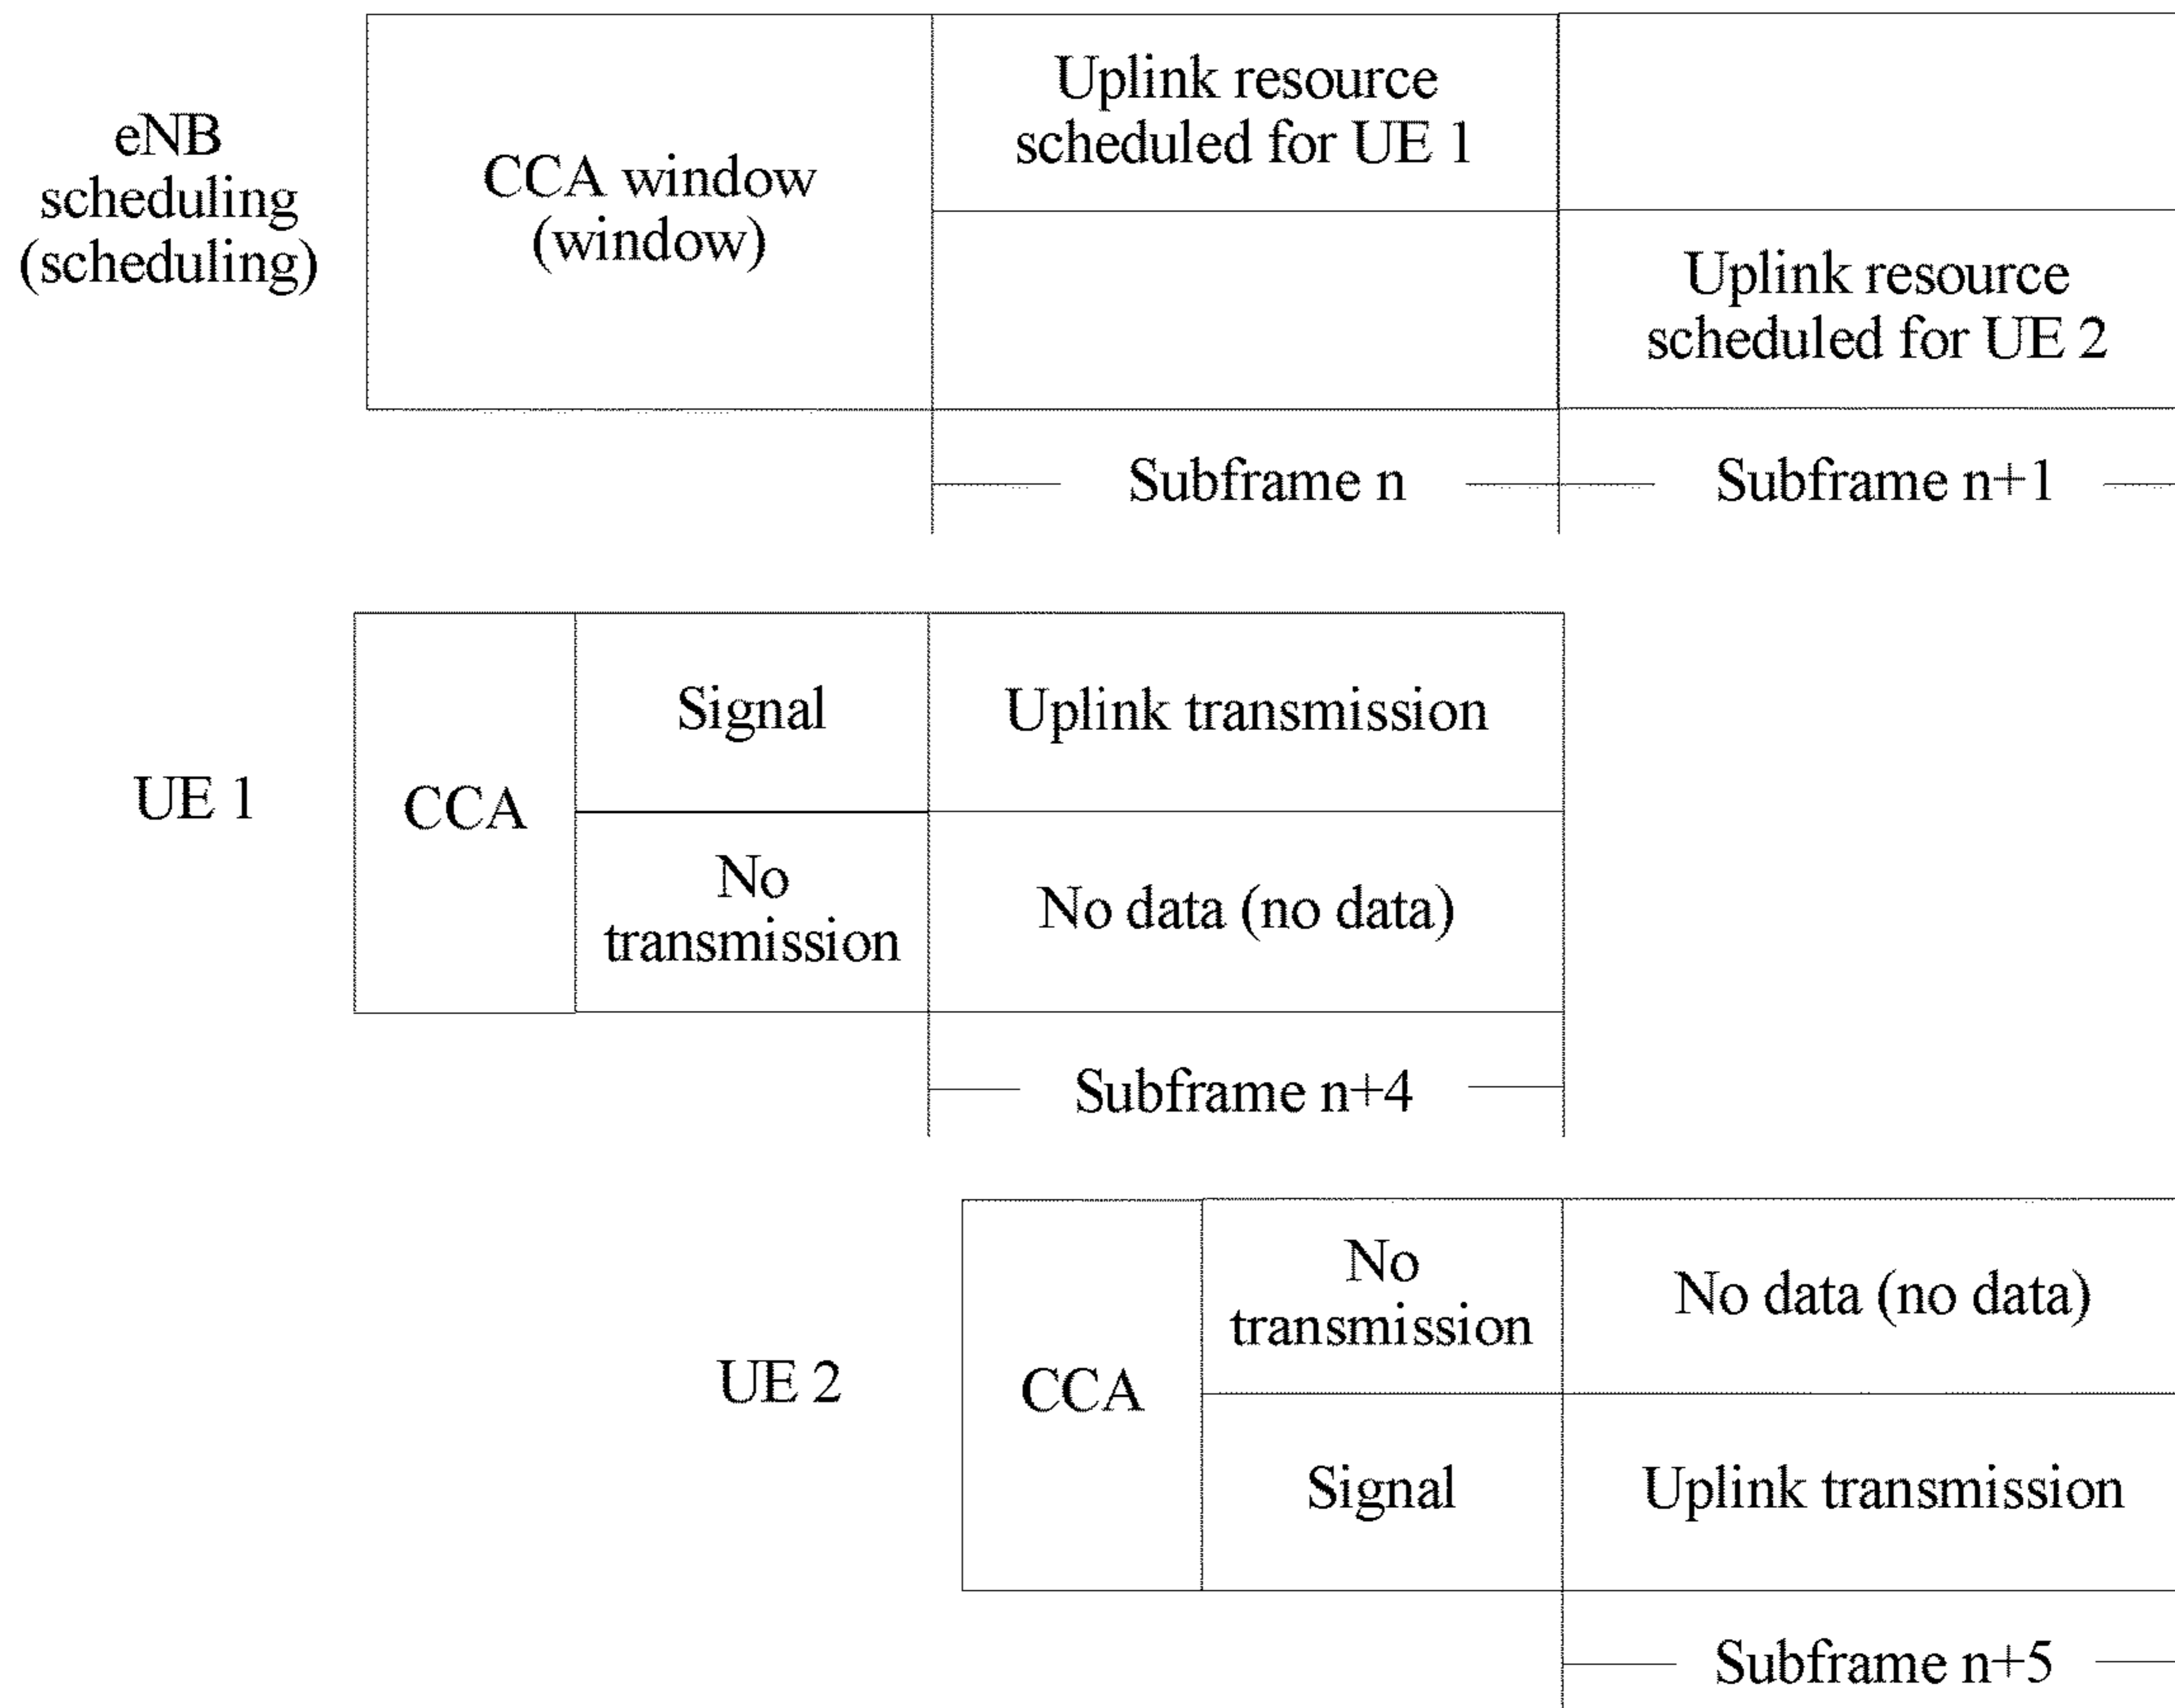 eNB
scheduling
(scheduling)
CCA window
(window)
Uplink resource
scheduled for UE 1
Uplink resource
scheduled for UE 2
Subframe n
Subframe n+1
UE 1
CCA
Signal
Uplink transmission
No
transmission
No data (no data)
Subframe n+4
UE 2
CCA
No
transmission
No data (no data)
Signal
Uplink transmission
Subframe n+5